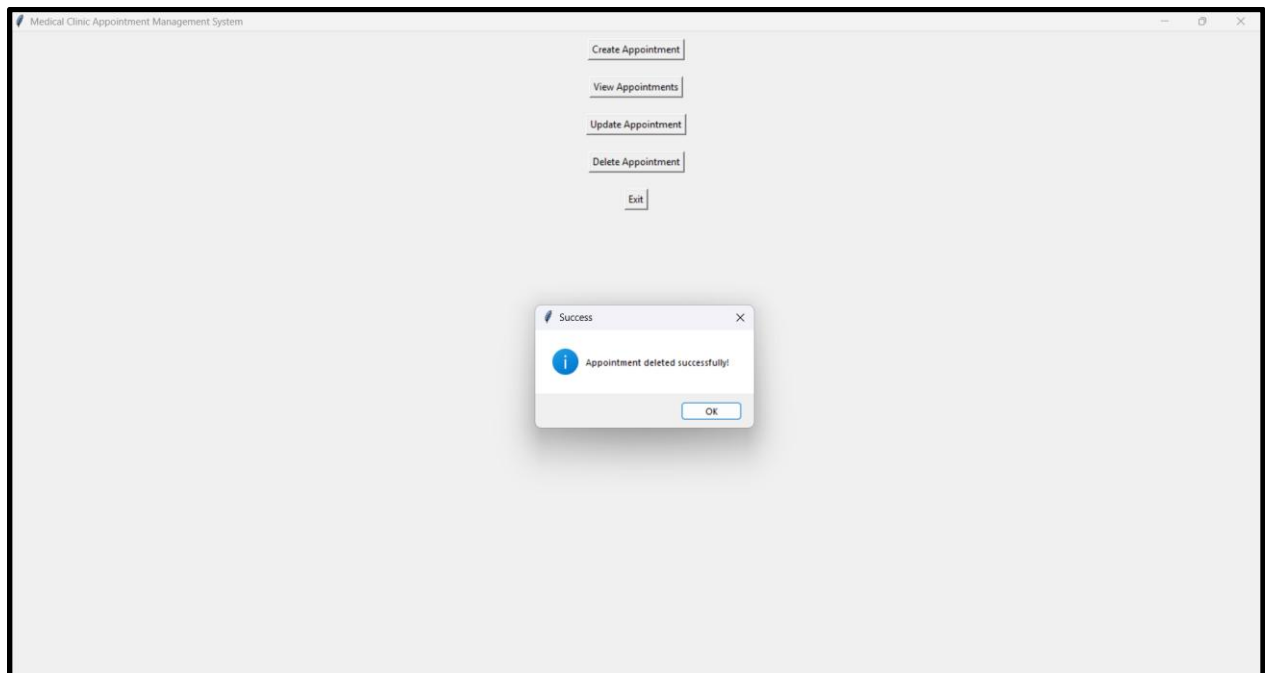 Medical Clinic Appointment Management System
Create Appointment
View Appointments
Update Appointment
Delete Appointment
Exit
Success
Appointment deleted successfully!
OK